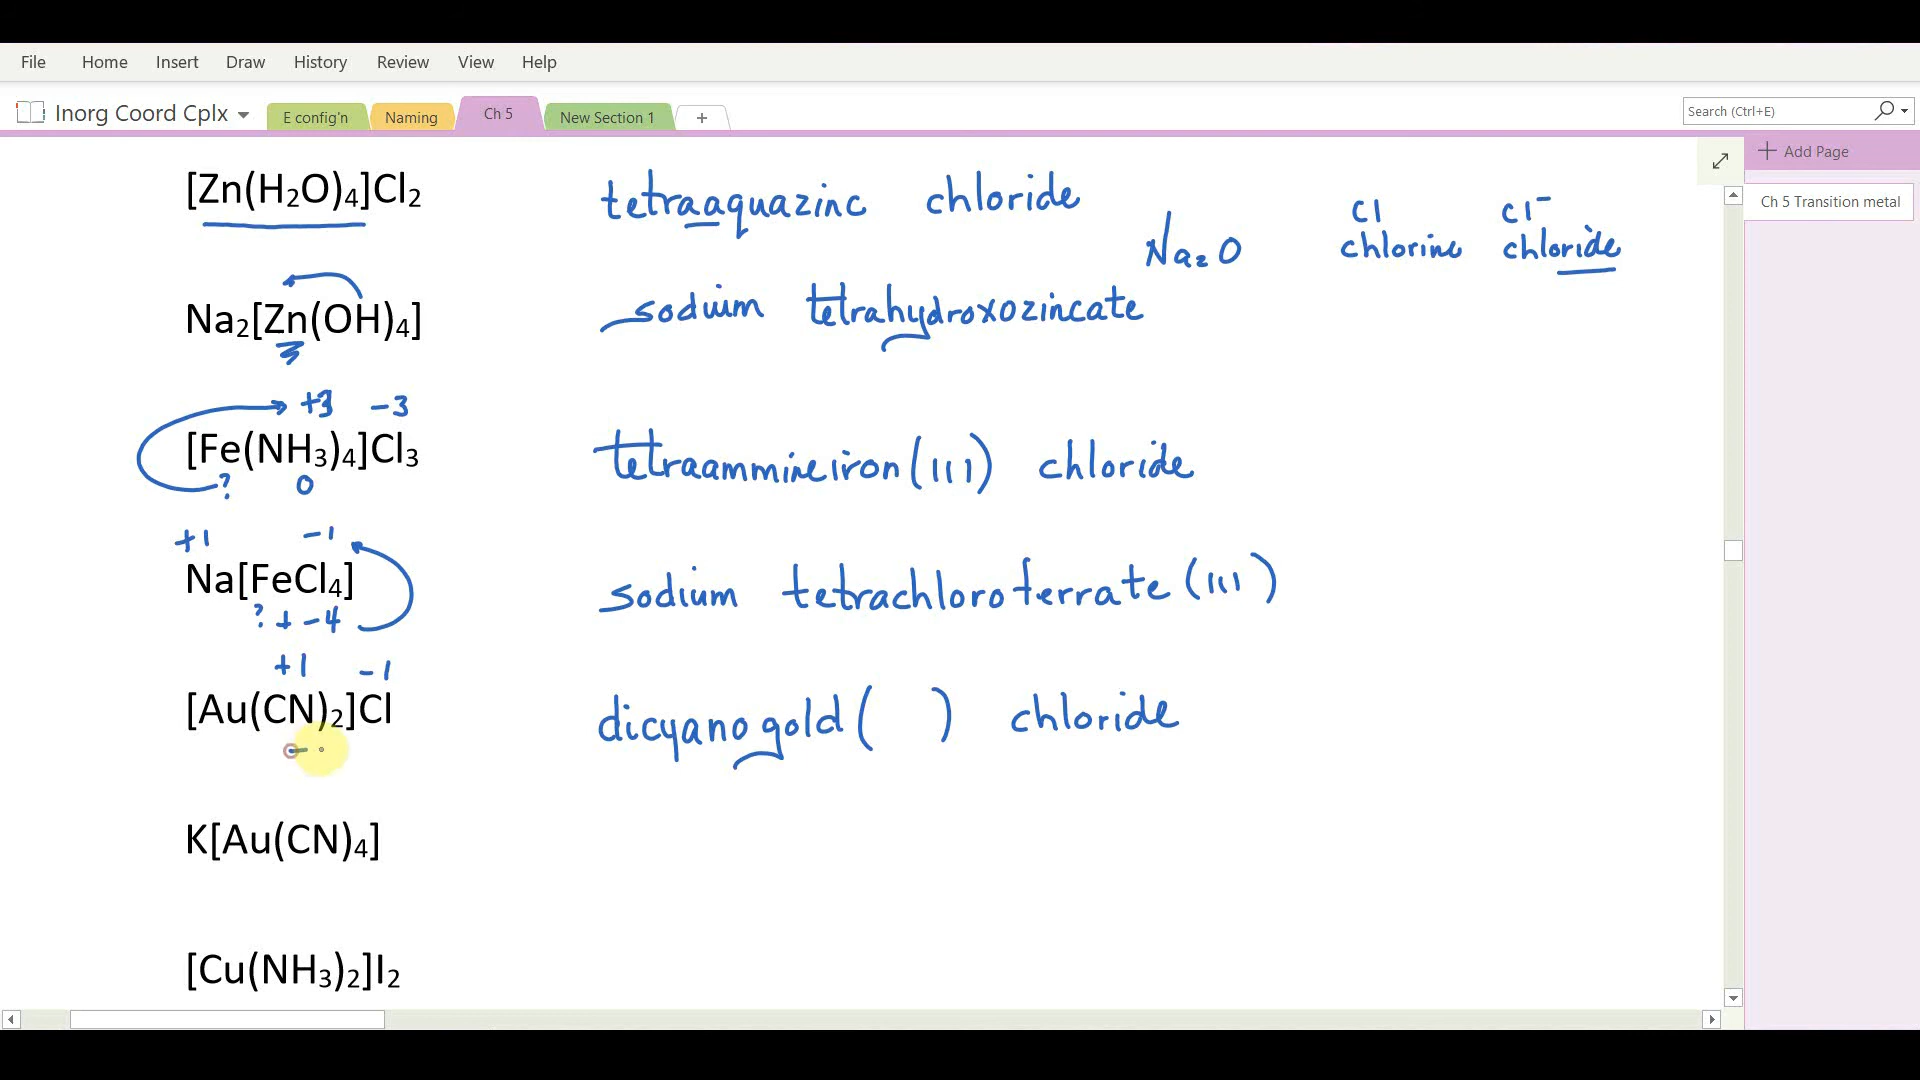 File Home Insert Draw History Review View Help
Inorg Coord Cplx E config'n Naming Ch 5 New Section 1 + Search (Ctrl+E)
Add Page
Ch 5 Transition metal
[Zn(H₂O)₄]Cl₂ tetraaquazinc chloride
Cl Cl⁻
Na₂O chlorine chloride
Na₂[Zn(OH)₄] sodium tetrahydroxozincate
+3 -3
[Fe(NH₃)₄]Cl₃ tetraammineiron(III) chloride
? 0
+1 -1
Na[FeCl₄] sodium tetrachloroferrate(III)
? + -4
+1 -1
[Au(CN)₂]Cl dicyanogold( ) chloride
K[Au(CN)₄]
[Cu(NH₃)₂]I₂